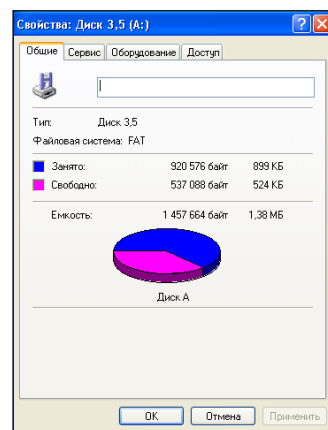 Свойства: Диск 3,5 (A:)
Общие Сервис Оборудование Доступ
Тип: Диск 3,5
Файловая система: FAT
Занято: 920 576 байт 899 КБ
Свободно: 537 088 байт 524 КБ
Емкость: 1 457 664 байт 1,38 МБ
Диск A
OK Отмена Применить